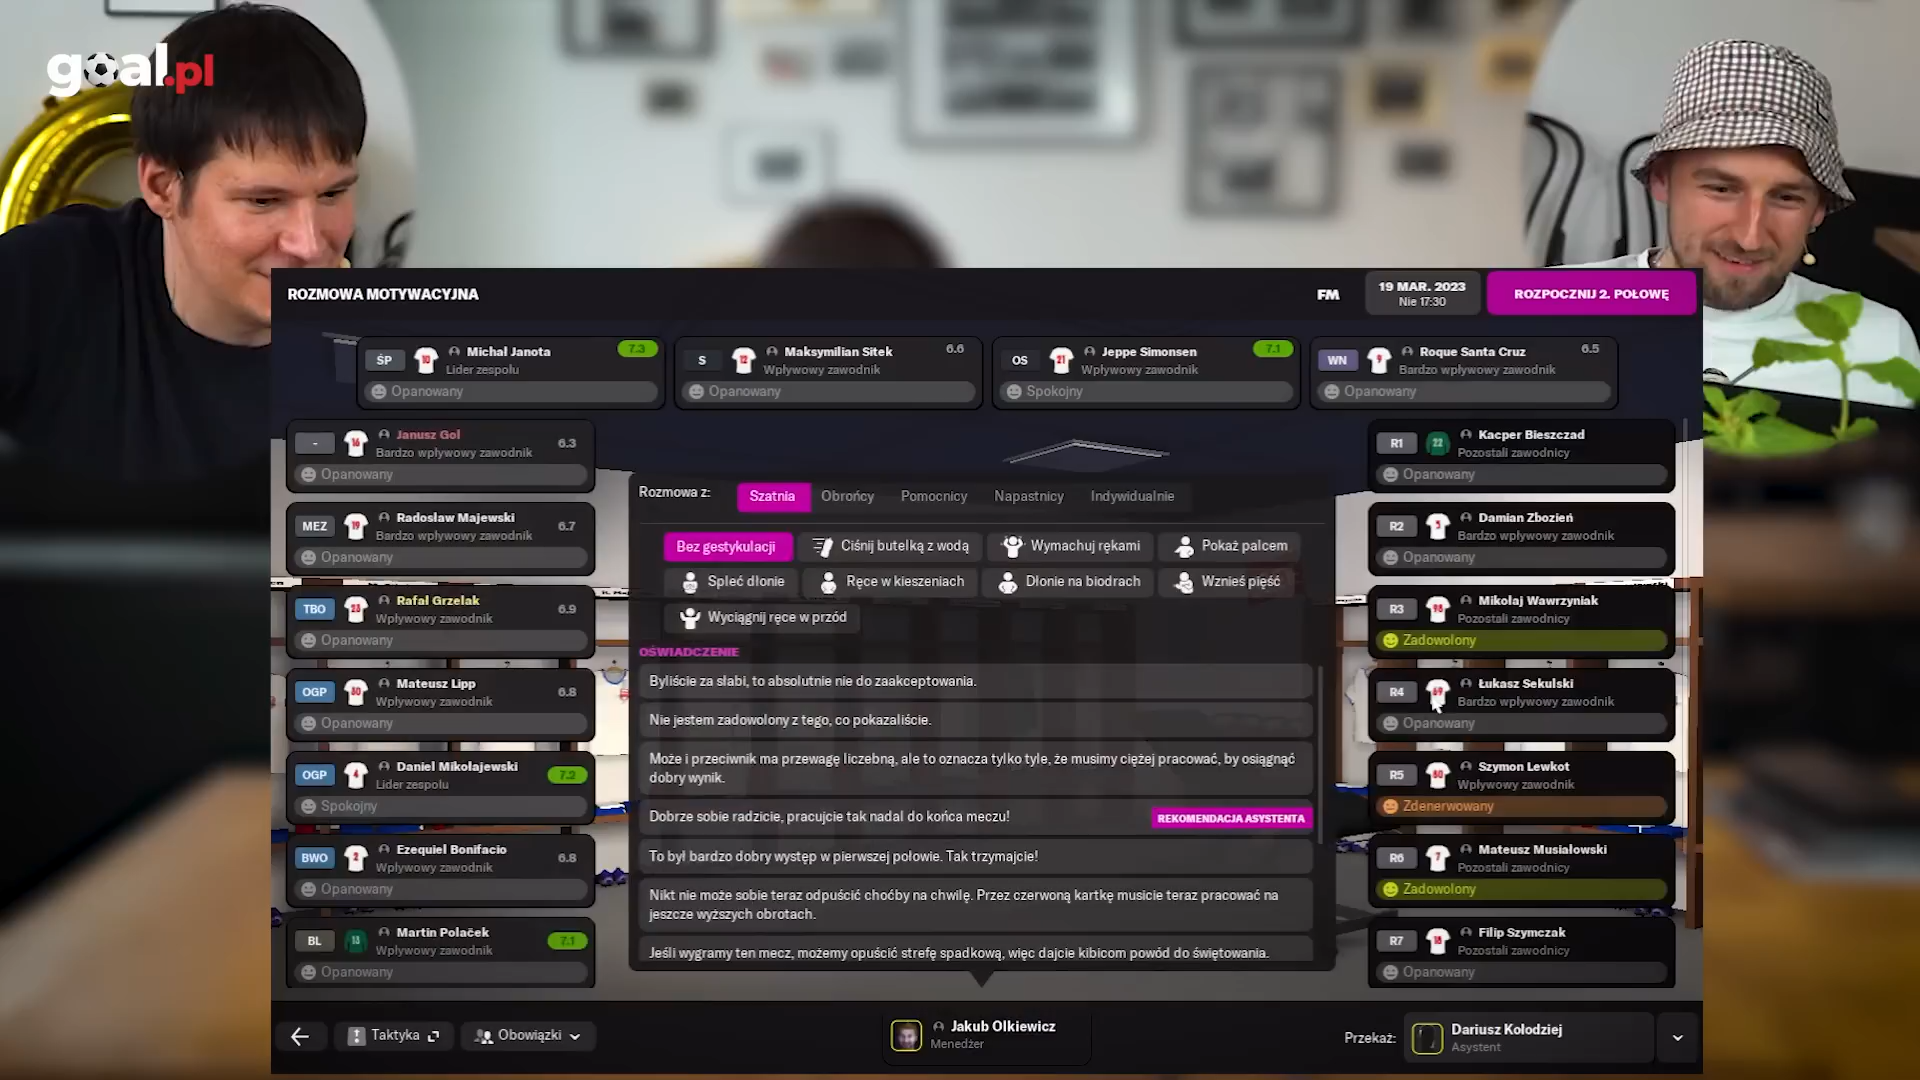 goal.pl
ROZMOWA MOTYWACYJNA
FM
19 MAR. 2023
Nie 17:30
ROZPOCZNIJ 2. POŁOWĘ
ŚP
10
Michał Janota
Lider zespołu
7.3
Opanowany
S
12
Maksymilian Sitek
Wpływowy zawodnik
6.6
Opanowany
OS
21
Jeppe Simonsen
Wpływowy zawodnik
7.1
Spokojny
WN
9
Roque Santa Cruz
Bardzo wpływowy zawodnik
6.5
Opanowany
-
16
Janusz Gol
Bardzo wpływowy zawodnik
6.3
Opanowany
MEZ
19
Radosław Majewski
Bardzo wpływowy zawodnik
6.7
Opanowany
TBO
Rafał Grzelak
Wpływowy zawodnik
6.9
Opanowany
OGP
Mateusz Lipp
Wpływowy zawodnik
6.8
Opanowany
OGP
4
Daniel Mikołajewski
Lider zespołu
7.2
Spokojny
BWO
2
Ezequiel Bonifacio
Wpływowy zawodnik
6.8
Opanowany
BL
13
Martin Polaček
Wpływowy zawodnik
7.1
Opanowany
Rozmowa z:
Szatnia
Obrońcy
Pomocnicy
Napastnicy
Indywidualnie
Bez gestykulacji
Ciśnij butelką z wodą
Wymachuj rękami
Pokaż palcem
Spleć dłonie
Ręce w kieszeniach
Dłonie na biodrach
Wznieś pięść
Wyciągnij ręce w przód
OŚWIADCZENIE
Byliście za słabi, to absolutnie nie do zaakceptowania.
Nie jestem zadowolony z tego, co pokazaliście.
Może i przeciwnik ma przewagę liczebną, ale to oznacza tylko tyle, że musimy ciężej pracować, by osiągnąć
dobry wynik.
Dobrze sobie radzicie, pracujcie tak nadal do końca meczu!
REKOMENDACJA ASYSTENTA
To był bardzo dobry występ w pierwszej połowie. Tak trzymajcie!
Nikt nie może sobie teraz odpuścić choćby na chwilę. Przez czerwoną kartkę musicie teraz pracować na
jeszcze wyższych obrotach.
Jeśli wygramy ten mecz, możemy opuścić strefę spadkową, więc dajcie kibicom powód do świętowania.
R1
22
Kacper Bieszczad
Pozostali zawodnicy
Opanowany
R2
5
Damian Zbozień
Bardzo wpływowy zawodnik
Opanowany
R3
98
Mikołaj Wawrzyniak
Pozostali zawodnicy
Zadowolony
R4
Łukasz Sekulski
Bardzo wpływowy zawodnik
Opanowany
R5
Szymon Lewkot
Wpływowy zawodnik
Zdenerwowany
R6
7
Mateusz Musiałowski
Pozostali zawodnicy
Zadowolony
R7
18
Filip Szymczak
Pozostali zawodnicy
Opanowany
Taktyka
Obowiązki
Jakub Olkiewicz
Menedżer
Przekaż:
Dariusz Kołodziej
Asystent